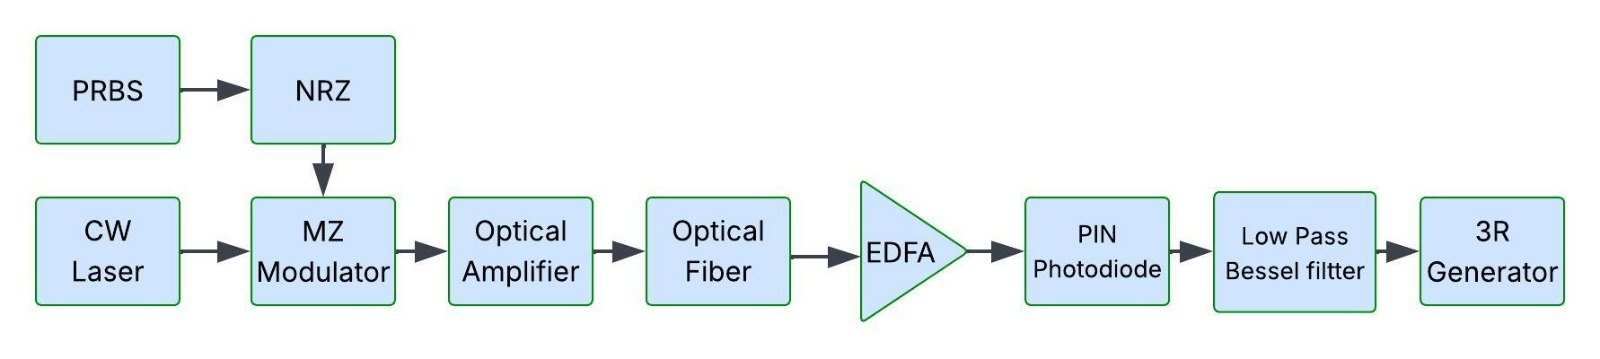 PRBS
NRZ
CW
Laser
MZ
Modulator
Optical
Amplifier
Optical
Fiber
EDFA
PIN
Photodiode
Low Pass
Bessel filtter
3R
Generator